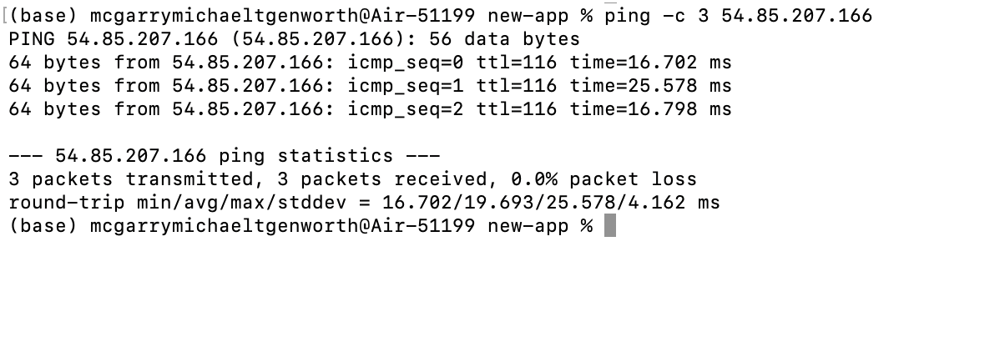 [(base) mcgarrymichaeltgenworth@Air-51199 new-app % ping -c 3 54.85.207.166
PING 54.85.207.166 (54.85.207.166): 56 data bytes
64 bytes from 54.85.207.166: icmp_seq=0 ttl=116 time=16.702 ms
64 bytes from 54.85.207.166: icmp_seq=1 ttl=116 time=25.578 ms
64 bytes from 54.85.207.166: icmp_seq=2 ttl=116 time=16.798 ms
--- 54.85.207.166 ping statistics ---
3 packets transmitted, 3 packets received, 0.0% packet loss
round-trip min/avg/max/stddev = 16.702/19.693/25.578/4.162 ms
(base) mcgarrymichaeltgenworth@Air-51199 new-app %